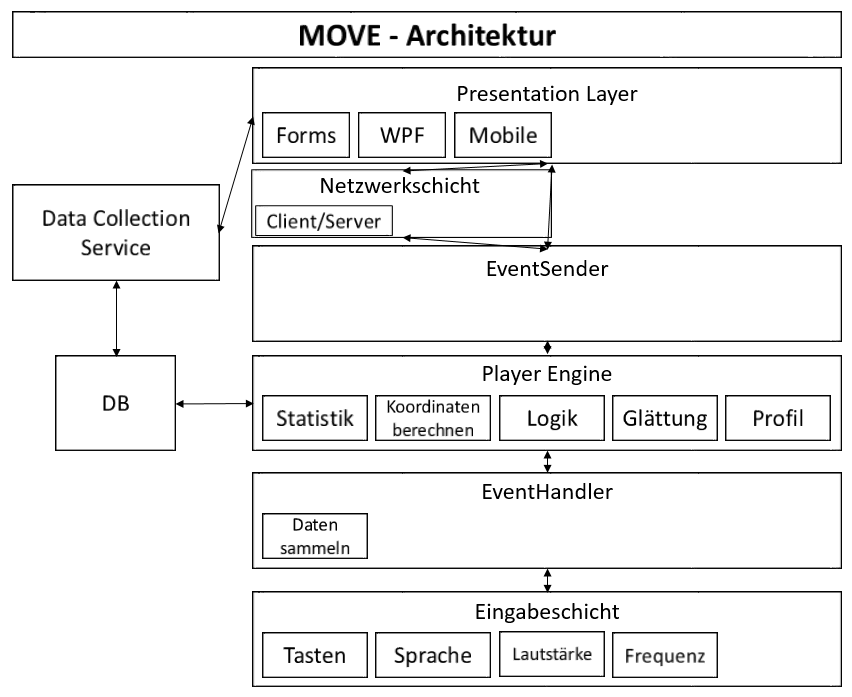 MOVE - Architektur
Presentation Layer
Forms
WPF
Mobile
Netzwerkschicht
Client/Server
Data Collection
Service
EventSender
Player Engine
DB
Statistik
Koordinaten
berechnen
Logik
Glättung
Profil
EventHandler
Daten
sammeln
Eingabeschicht
Tasten
Sprache
Lautstärke
Frequenz